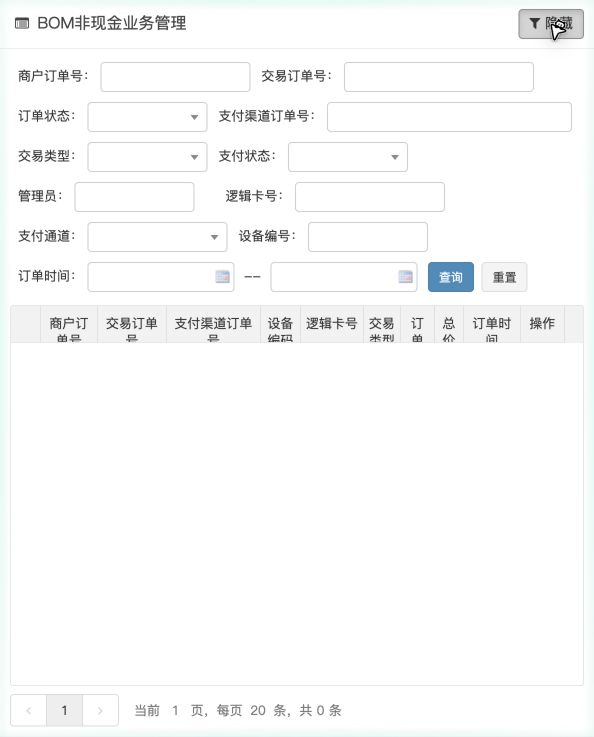 BOM非现金业务管理 隐藏
商户订单号： 交易订单号：
订单状态： 支付渠道订单号：
交易类型： 支付状态：
管理员： 逻辑卡号：
支付通道： 设备编号：
订单时间： -- 查询 重置
商户订 交易订单 支付渠道订单 设备 逻辑卡号 交易 订 总 订单时 操作
单号 号 号 编码 类型 单 价 间
1 当前 1 页，每页 20 条，共 0 条